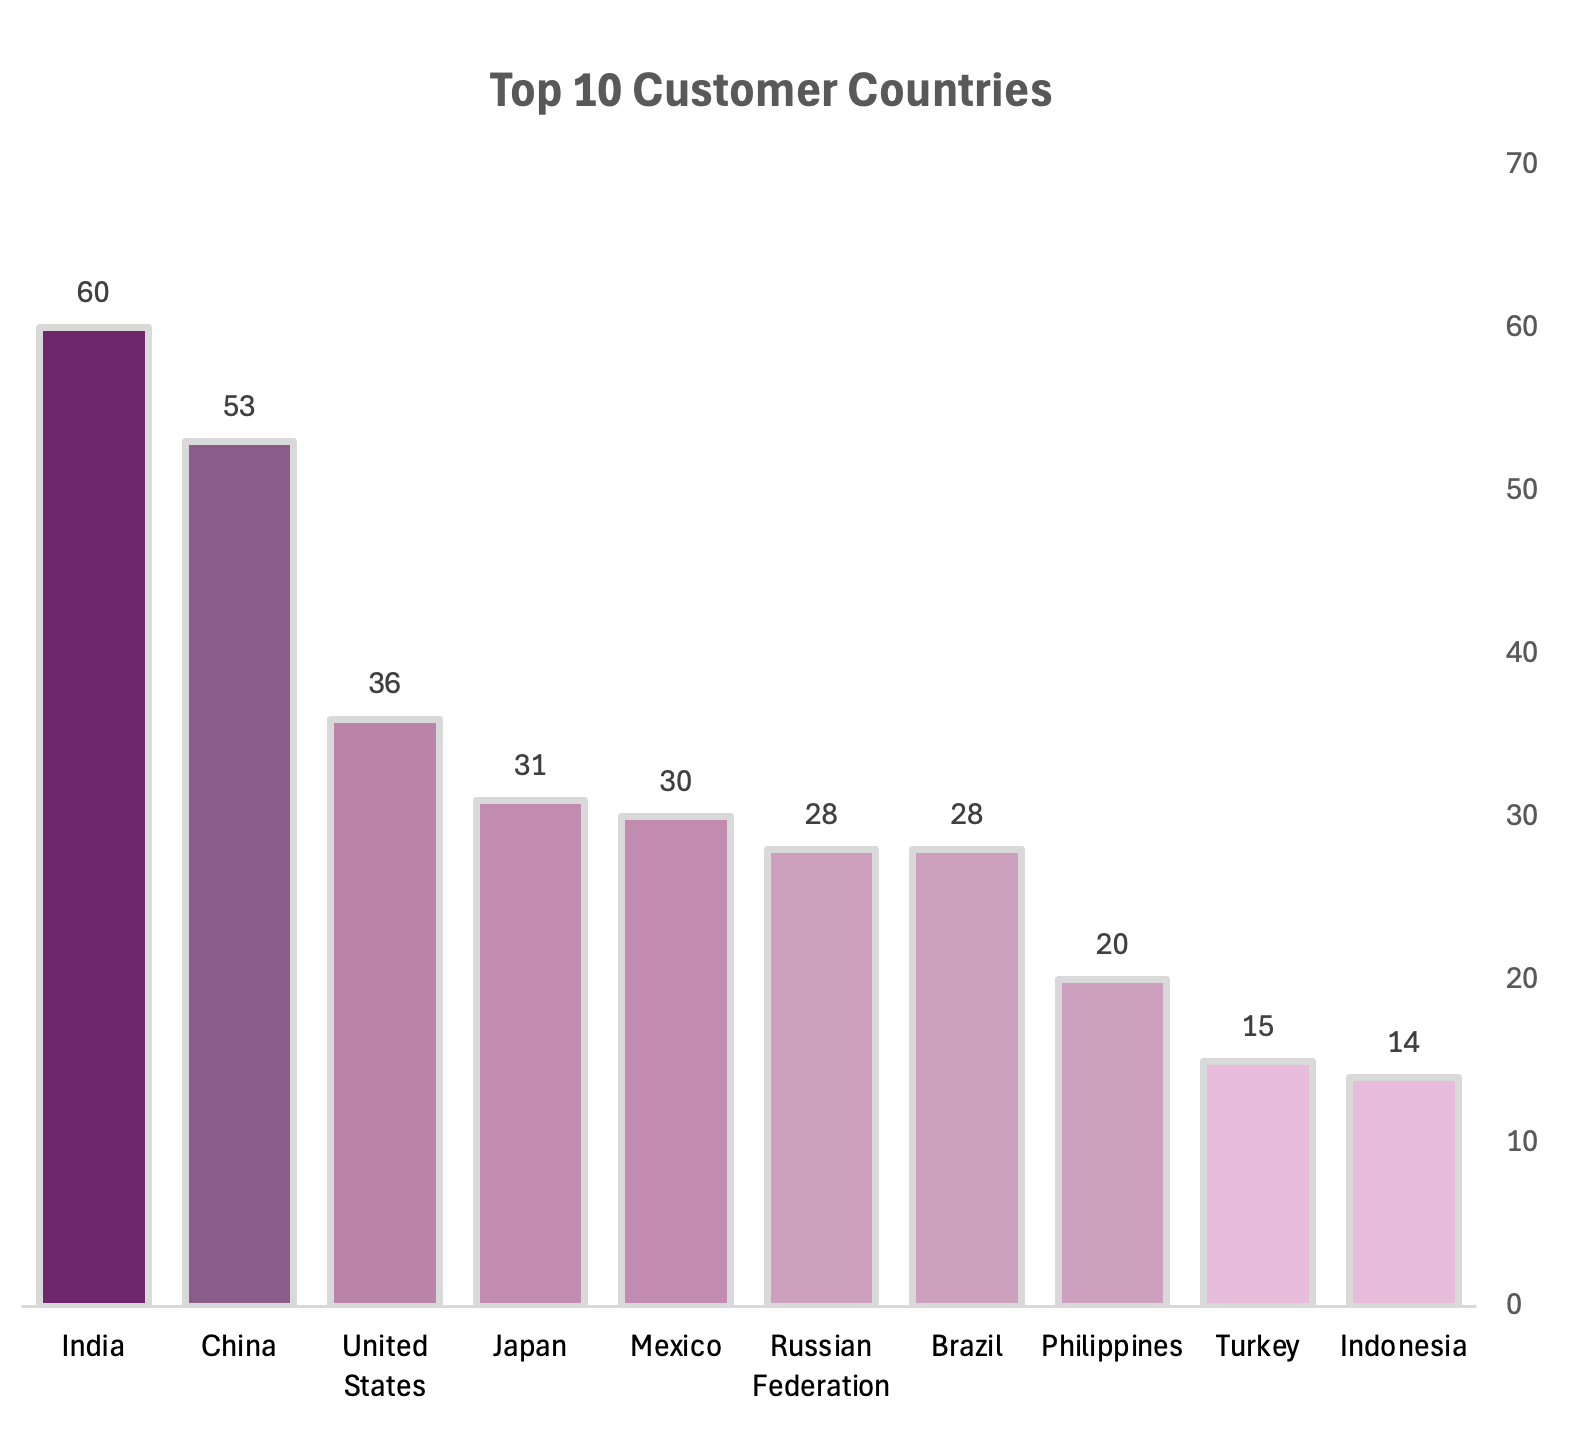 Top 10 Customer Countries
70
60
50
40
30
20
10
0
60
53
36
31
30
28
28
20
15
14
India
China
United
States
Japan
Mexico
Russian
Federation
Brazil
Philippines
Turkey
Indonesia